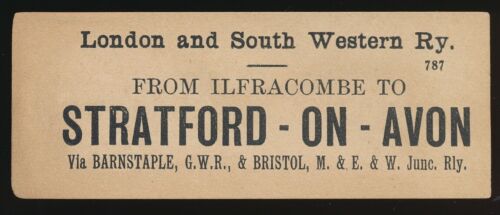 London and South Western Ry.
787
FROM ILFRACOMBE TO
STRATFORD - ON - AVON
Via BARNSTAPLE, G.W.R., & BRISTOL, M. & E. & W. Junc. Rly.